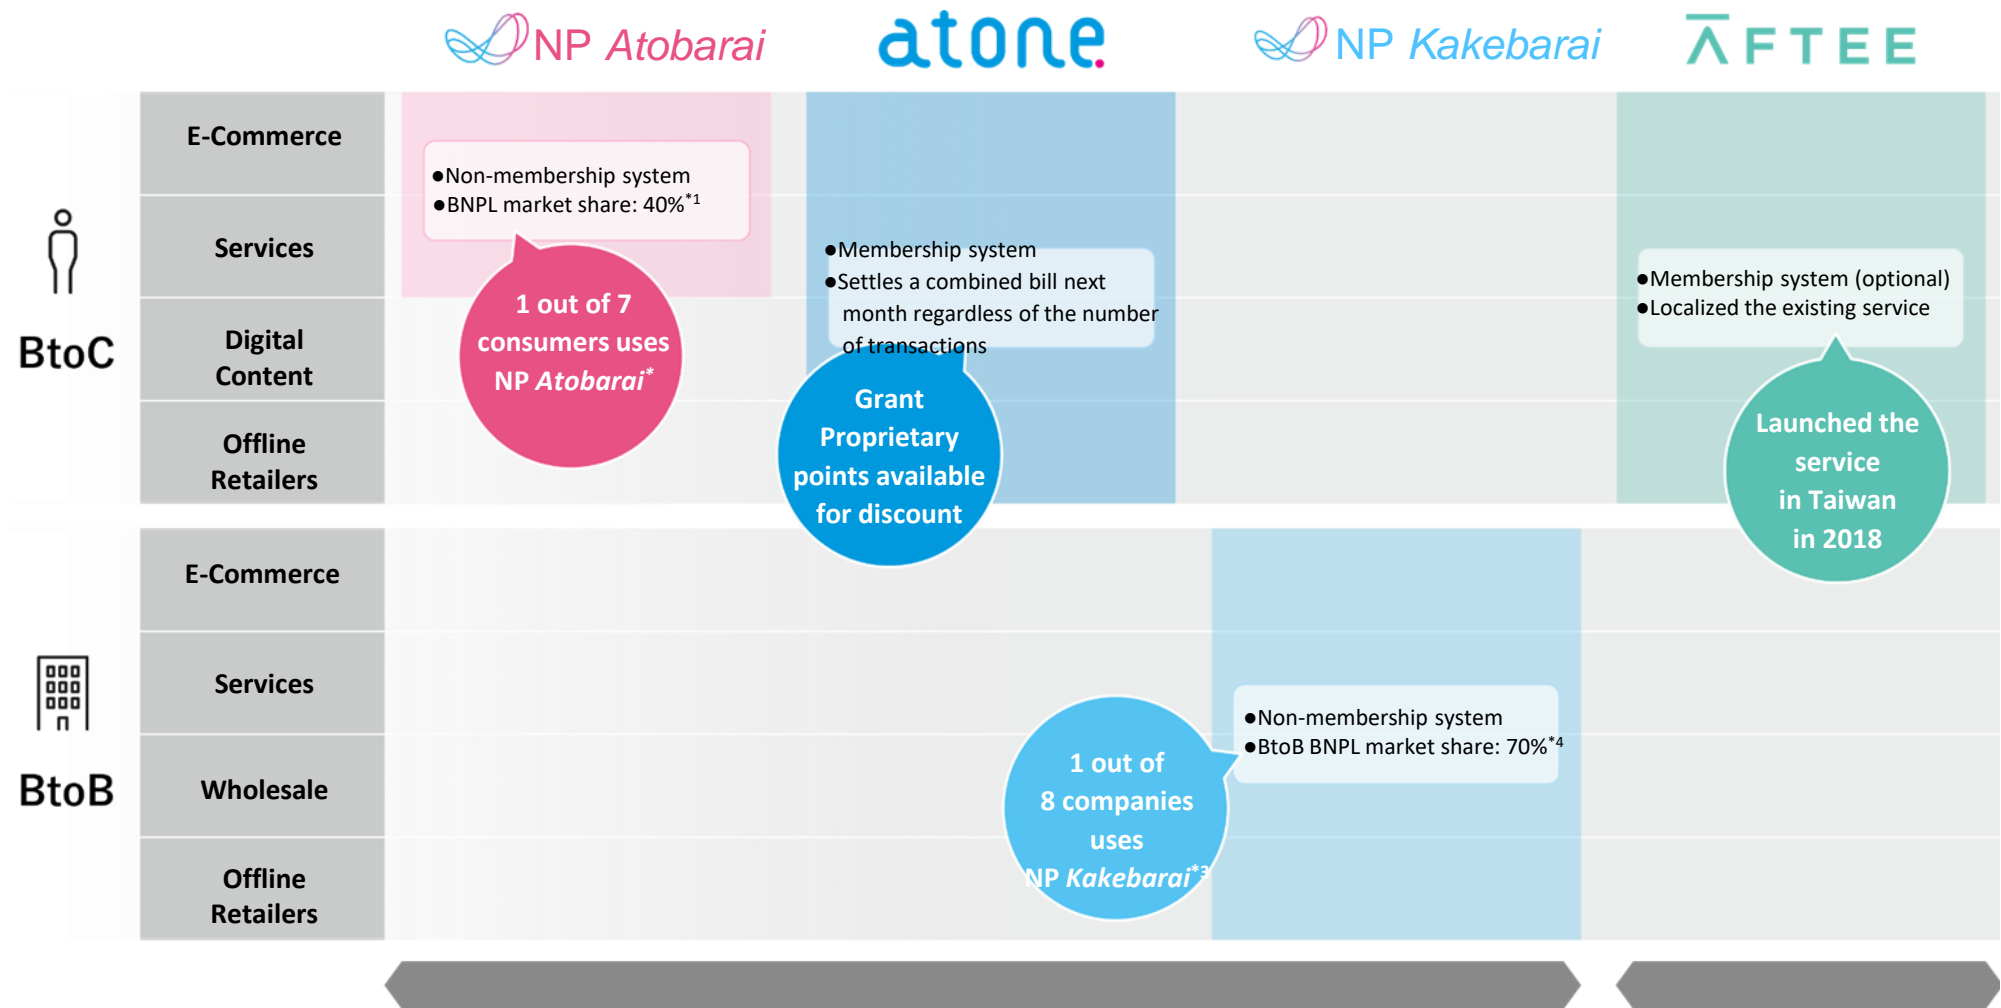 NP Atobarai
atone
NP Kakebarai
AFTEE
BtoC
E-Commerce
Services
Digital
Content
Offline
Retailers
●Non-membership system
●BNPL market share: 40%*1
1 out of 7
consumers uses
NP Atobarai*
●Membership system
●Settles a combined bill next
month regardless of the number
of transactions
Grant
Proprietary
points available
for discount
●Membership system (optional)
●Localized the existing service
Launched the
service
in Taiwan
in 2018
BtoB
E-Commerce
Services
Wholesale
Offline
Retailers
1 out of
8 companies
uses
NP Kakebarai*3
●Non-membership system
●BtoB BNPL market share: 70%*4